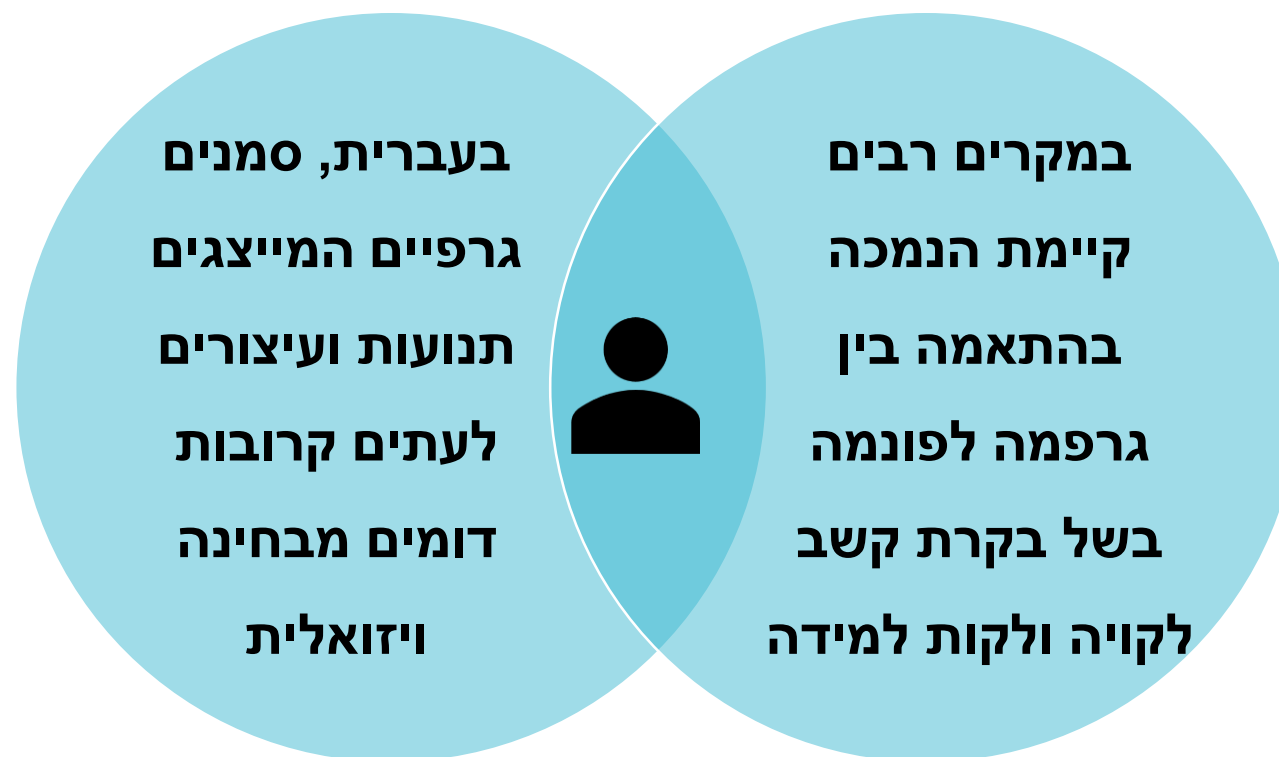 במקרים רבים
קיימת הנמכה
בהתאמה בין
גרפמה לפונמה
בשל בקרת קשב
לקויה ולקות למידה
בעברית, סמנים
גרפיים המייצגים
תנועות ועיצורים
לעתים קרובות
דומים מבחינה
ויזואלית